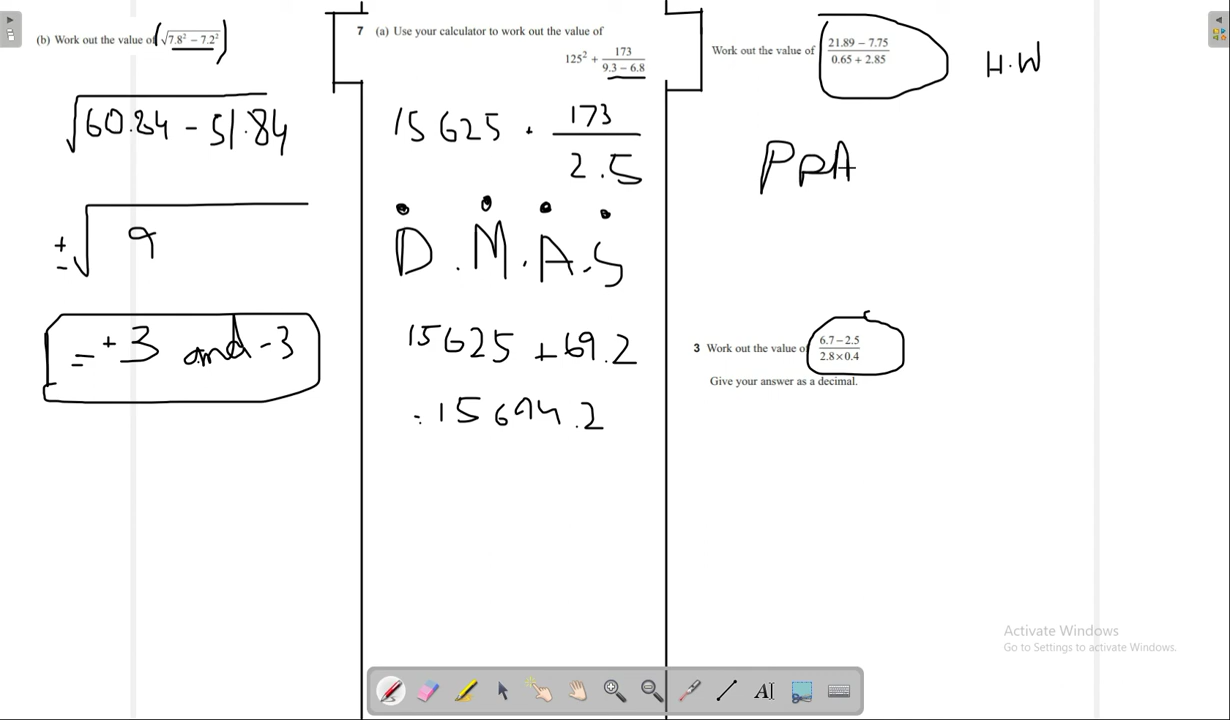 (b) Work out the value of √7.8² − 7.2²
√60.84 - 51.84
±√9
= +3 and -3
7 (a) Use your calculator to work out the value of
125² + 173/(9.3 − 6.8)
15625 + 173/2.5
D.M.A.S
15625 + 69.2
= 15694.2
Work out the value of (21.89 − 7.75)/(0.65 + 2.85)
H.W
PPA
3 Work out the value of (6.7 − 2.5)/(2.8 × 0.4)
Give your answer as a decimal.
Activate Windows
Go to Settings to activate Windows.
AI